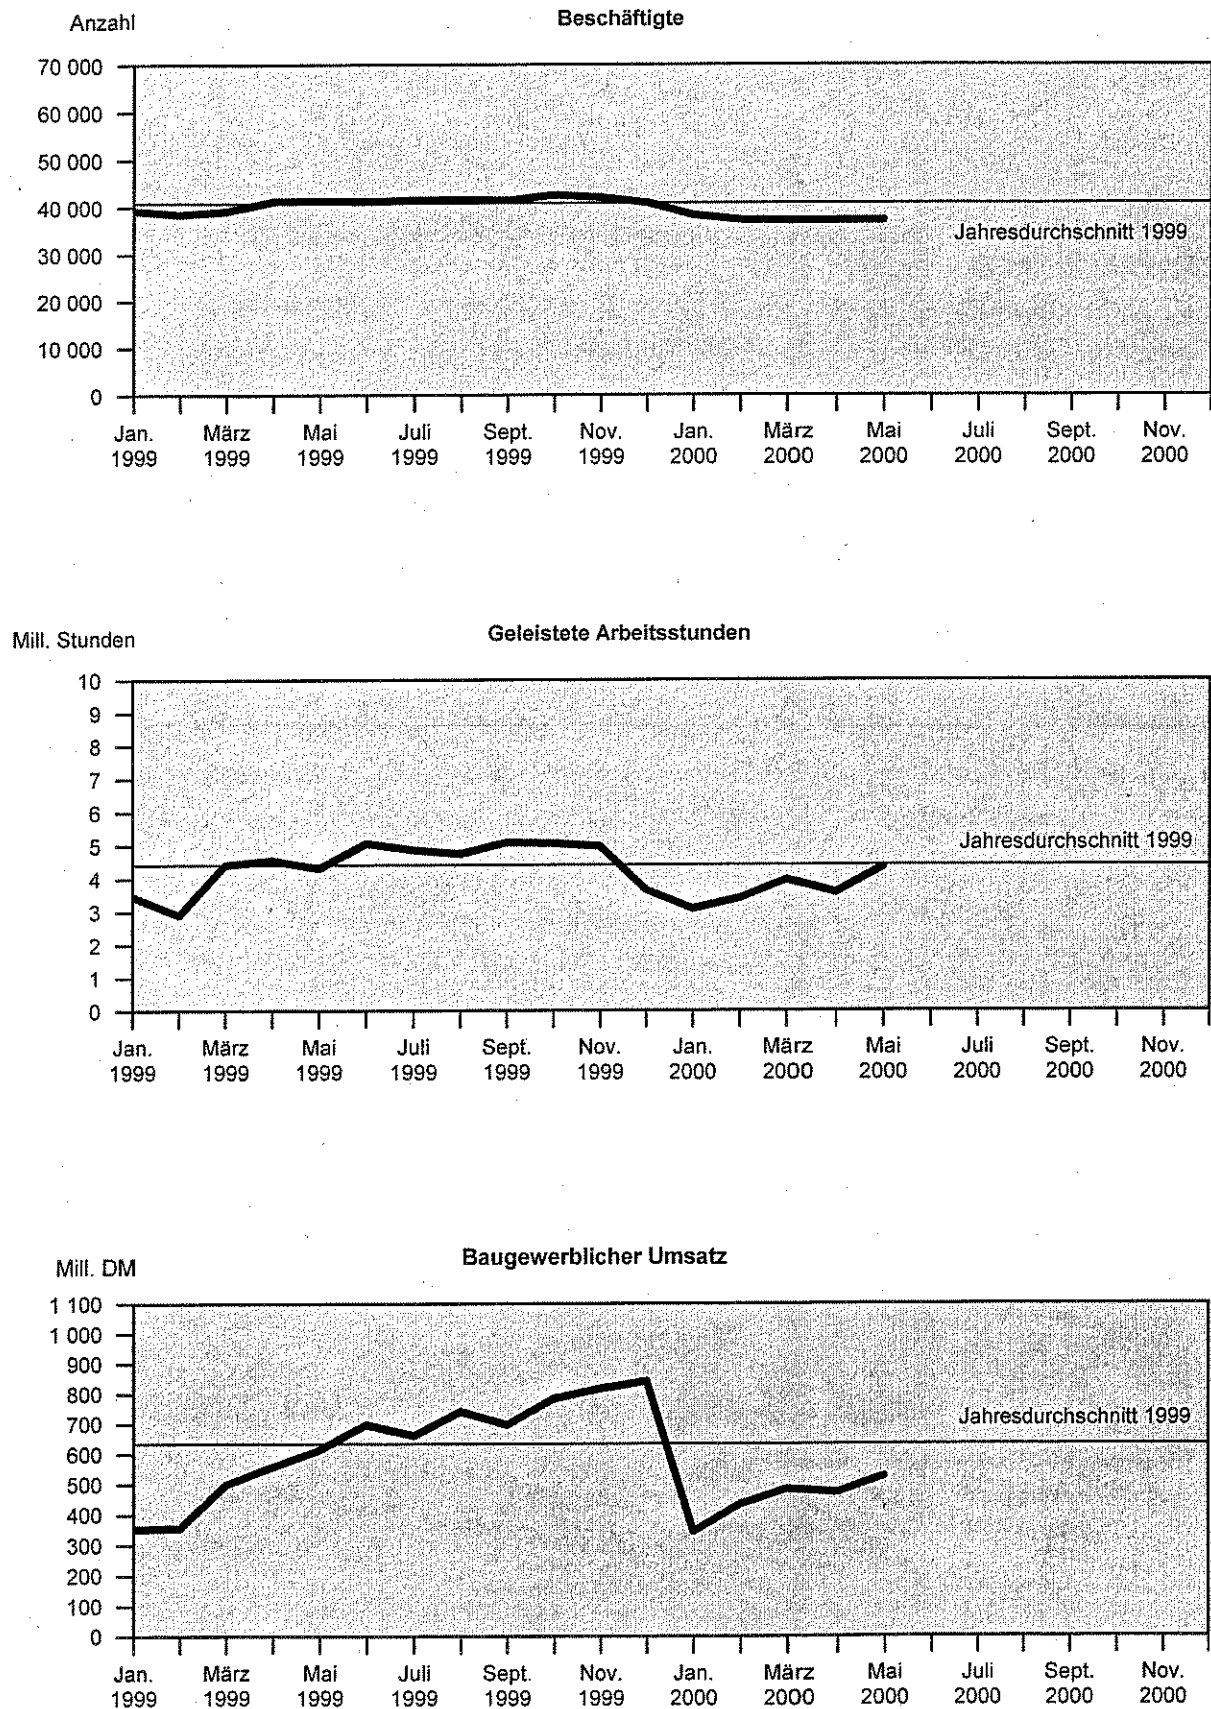 Beschäftigte
Anzahl
70 000
60 000
50 000
40 000
30 000
20 000
10 000
0
Jahresdurchschnitt 1999
Jan. März Mai Juli Sept. Nov. Jan. März Mai Juli Sept. Nov.
1999 1999 1999 1999 1999 1999 2000 2000 2000 2000 2000 2000
Geleistete Arbeitsstunden
Mill. Stunden
10
9
8
7
6
5
4
3
2
1
0
Jahresdurchschnitt 1999
Jan. März Mai Juli Sept. Nov. Jan. März Mai Juli Sept. Nov.
1999 1999 1999 1999 1999 1999 2000 2000 2000 2000 2000 2000
Baugewerblicher Umsatz
Mill. DM
1 100
1 000
900
800
700
600
500
400
300
200
100
0
Jahresdurchschnitt 1999
Jan. März Mai Juli Sept. Nov. Jan. März Mai Juli Sept. Nov.
1999 1999 1999 1999 1999 1999 2000 2000 2000 2000 2000 2000